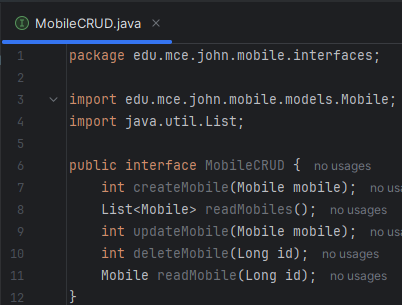 MobileCRUD.java
1 package edu.mce.john.mobile.interfaces;
2
3 import edu.mce.john.mobile.models.Mobile;
4 import java.util.List;
5
6 public interface MobileCRUD { no usages
7 int createMobile(Mobile mobile); no usa
8 List<Mobile> readMobiles(); no usages
9 int updateMobile(Mobile mobile); no usa
10 int deleteMobile(Long id); no usages
11 Mobile readMobile(Long id); no usages
12 }